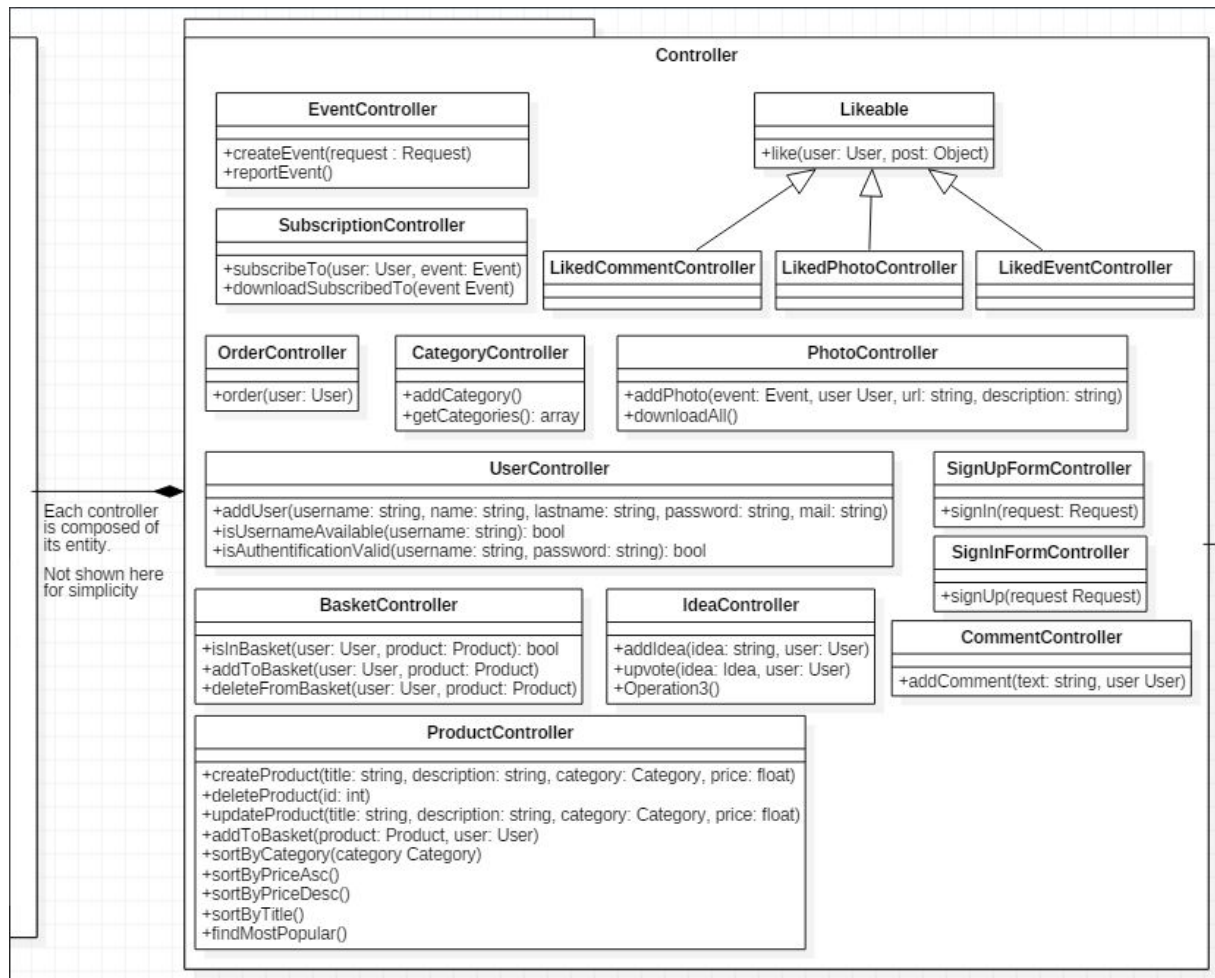 Controller
EventController
+createEvent(request : Request)
+reportEvent()
Likeable
+like(user: User, post: Object)
SubscriptionController
+subscribeTo(user: User, event: Event)
+downloadSubscribedTo(event Event)
LikedCommentController
LikedPhotoController
LikedEventController
OrderController
+order(user: User)
CategoryController
+addCategory()
+getCategories(): array
PhotoController
+addPhoto(event: Event, user User, url: string, description: string)
+downloadAll()
UserController
+addUser(username: string, name: string, lastname: string, password: string, mail: string)
+isUsernameAvailable(username: string): bool
+isAuthentificationValid(username: string, password: string): bool
SignUpFormController
+signIn(request: Request)
Each controller
is composed of
its entity.
Not shown here
for simplicity
SignInFormController
+signUp(request Request)
BasketController
+isInBasket(user: User, product: Product): bool
+addToBasket(user: User, product: Product)
+deleteFromBasket(user: User, product: Product)
IdeaController
+addIdea(idea: string, user: User)
+upvote(idea: Idea, user: User)
+Operation3()
CommentController
+addComment(text: string, user User)
ProductController
+createProduct(title: string, description: string, category: Category, price: float)
+deleteProduct(id: int)
+updateProduct(title: string, description: string, category: Category, price: float)
+addToBasket(product: Product, user: User)
+sortByCategory(category Category)
+sortByPriceAsc()
+sortByPriceDesc()
+sortByTitle()
+findMostPopular()